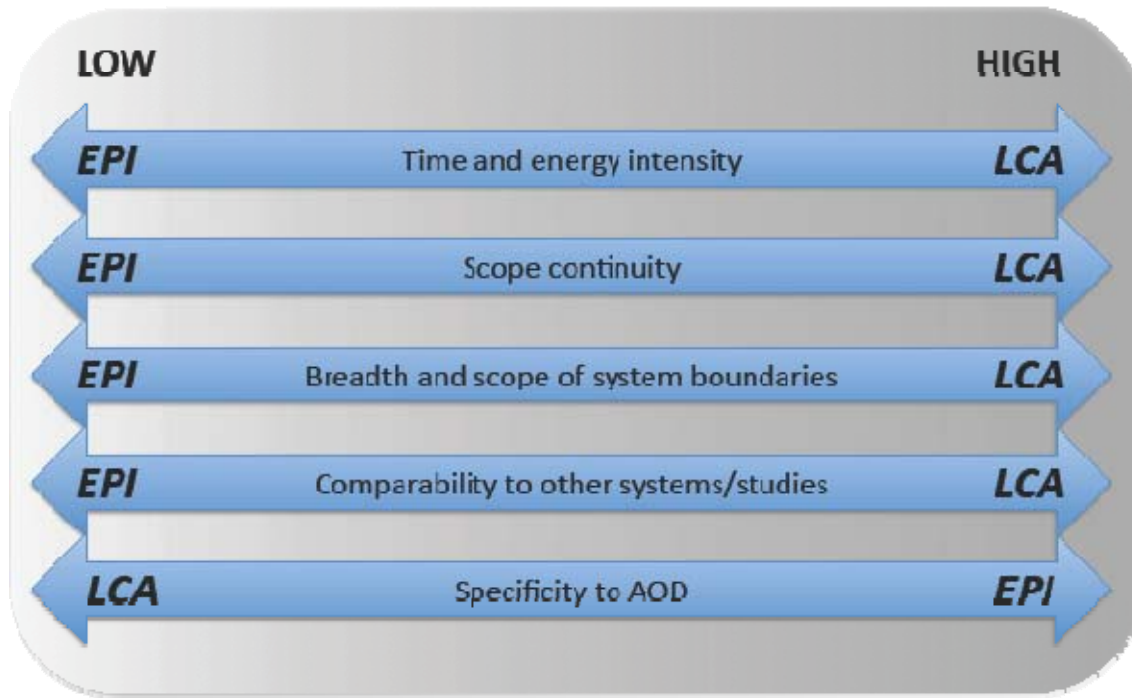 LOW HIGH
EPI Time and energy intensity LCA
EPI Scope continuity LCA
EPI Breadth and scope of system boundaries LCA
EPI Comparability to other systems/studies LCA
LCA Specificity to AOD EPI